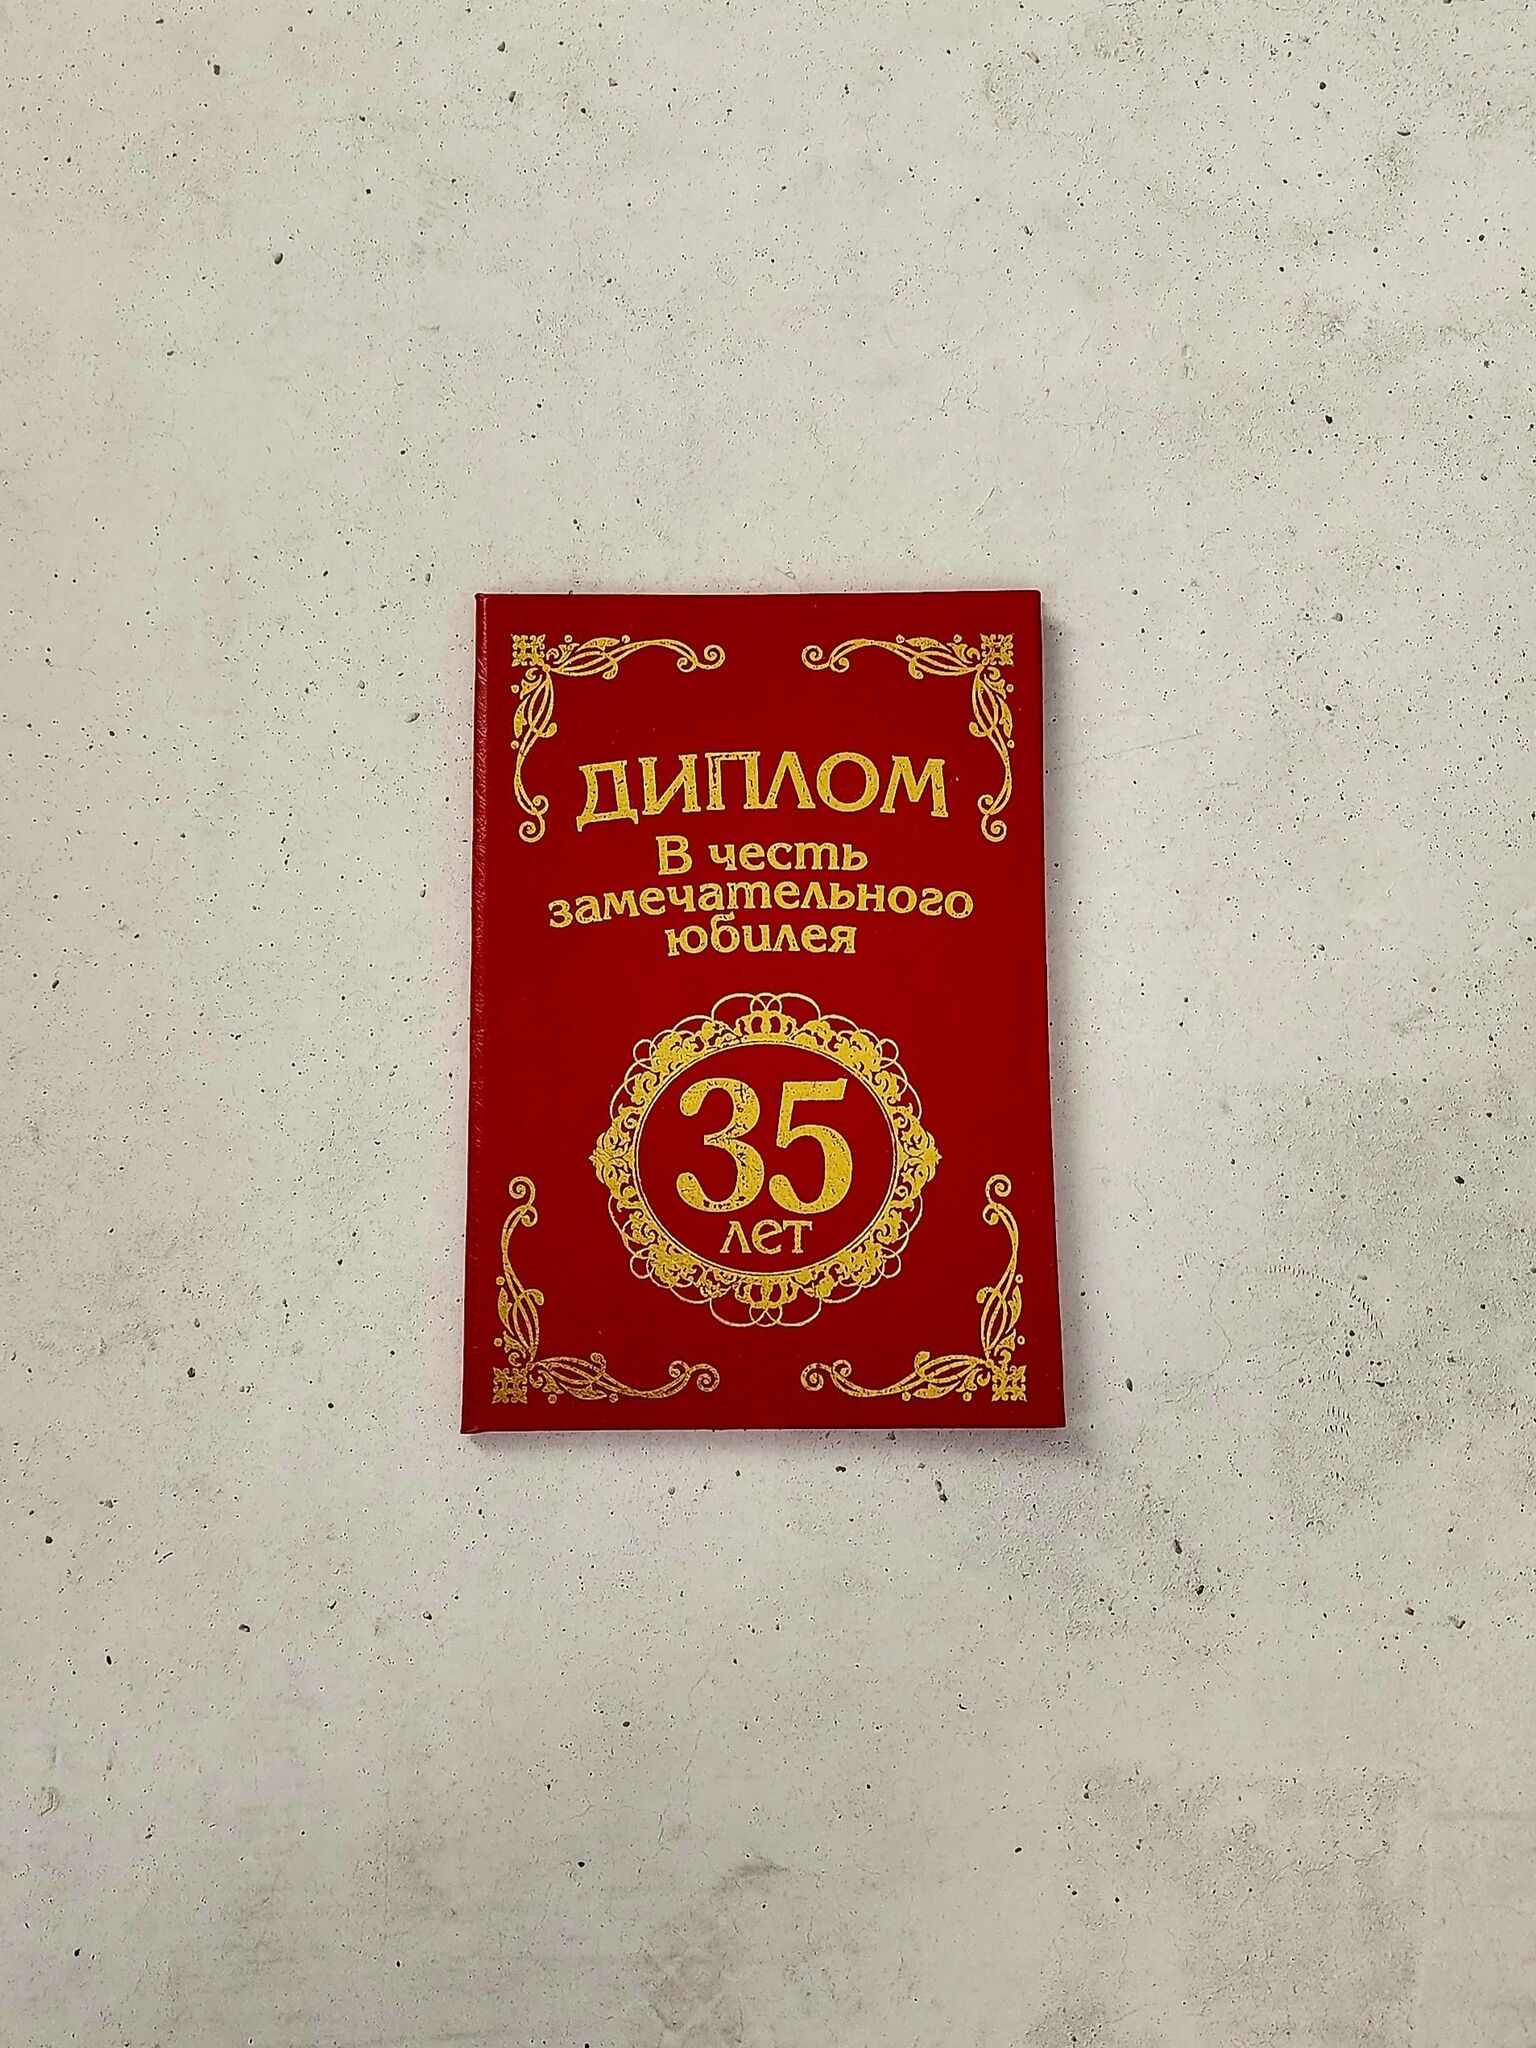 ДИПЛОМ
В честь
замечательного
юбилея
35
лет